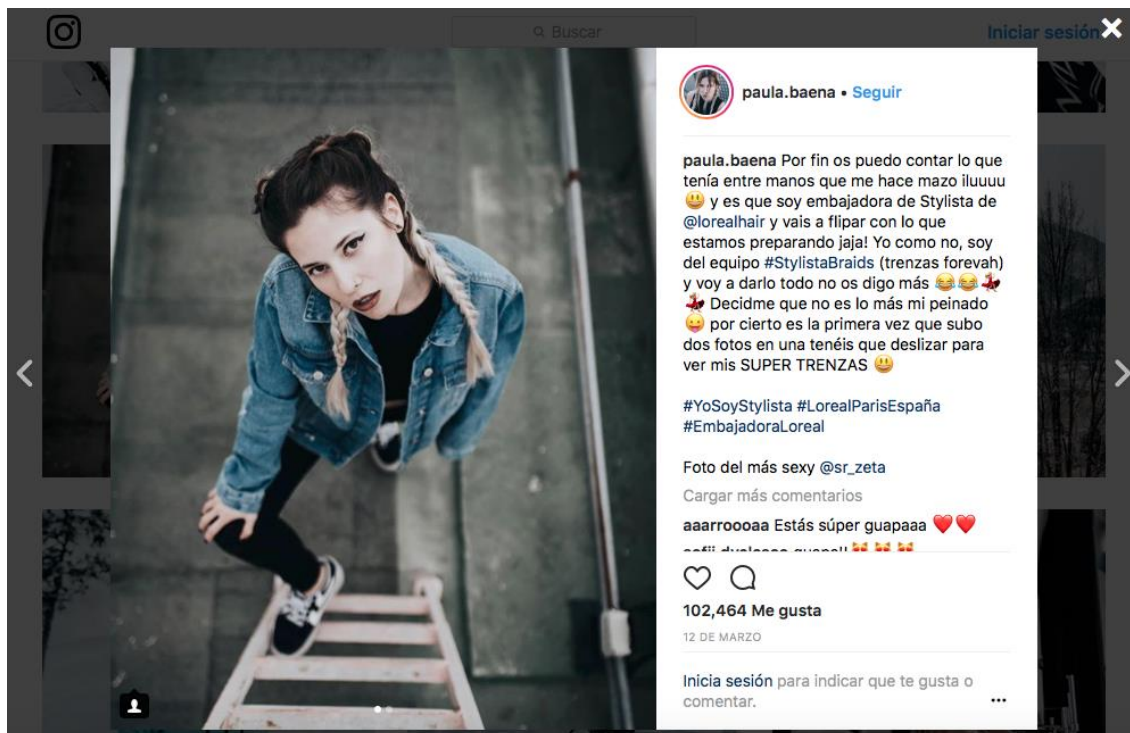 Buscar
Iniciar sesión
paula.baena • Seguir
paula.baena Por fin os puedo contar lo que
tenía entre manos que me hace mazo iluuuu
😃 y es que soy embajadora de Stylista de
@lorealhair y vais a flipar con lo que
estamos preparando jaja! Yo como no, soy
del equipo #StylistaBraids (trenzas forevah)
y voy a darlo todo no os digo más 😂😂💃
💃 Decidme que no es lo más mi peinado
😛 por cierto es la primera vez que subo
dos fotos en una tenéis que deslizar para
ver mis SUPER TRENZAS 😃
#YoSoyStylista #LorealParisEspaña
#EmbajadoraLoreal
Foto del más sexy @sr_zeta
Cargar más comentarios
aaarroooaa Estás súper guapaaa ❤️❤️
102,464 Me gusta
12 DE MARZO
Inicia sesión para indicar que te gusta o
comentar.